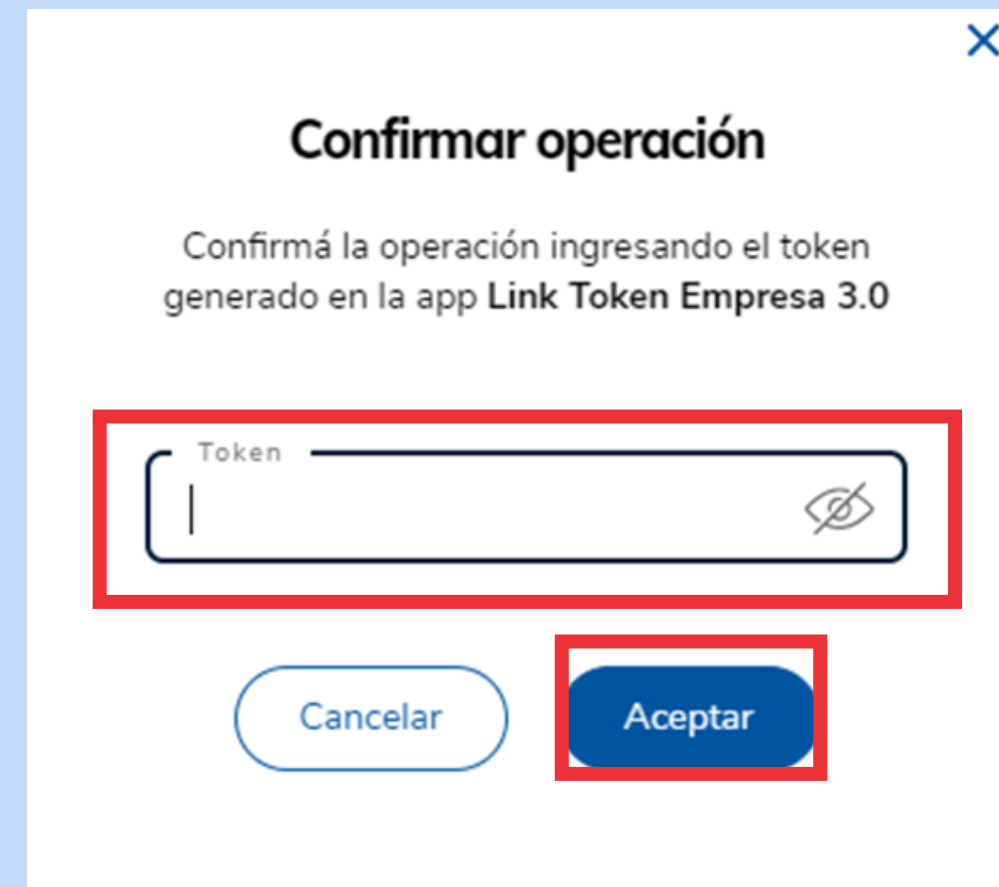 Confirmar operación
Confirmá la operación ingresando el token
generado en la app Link Token Empresa 3.0
Token
Cancelar
Aceptar